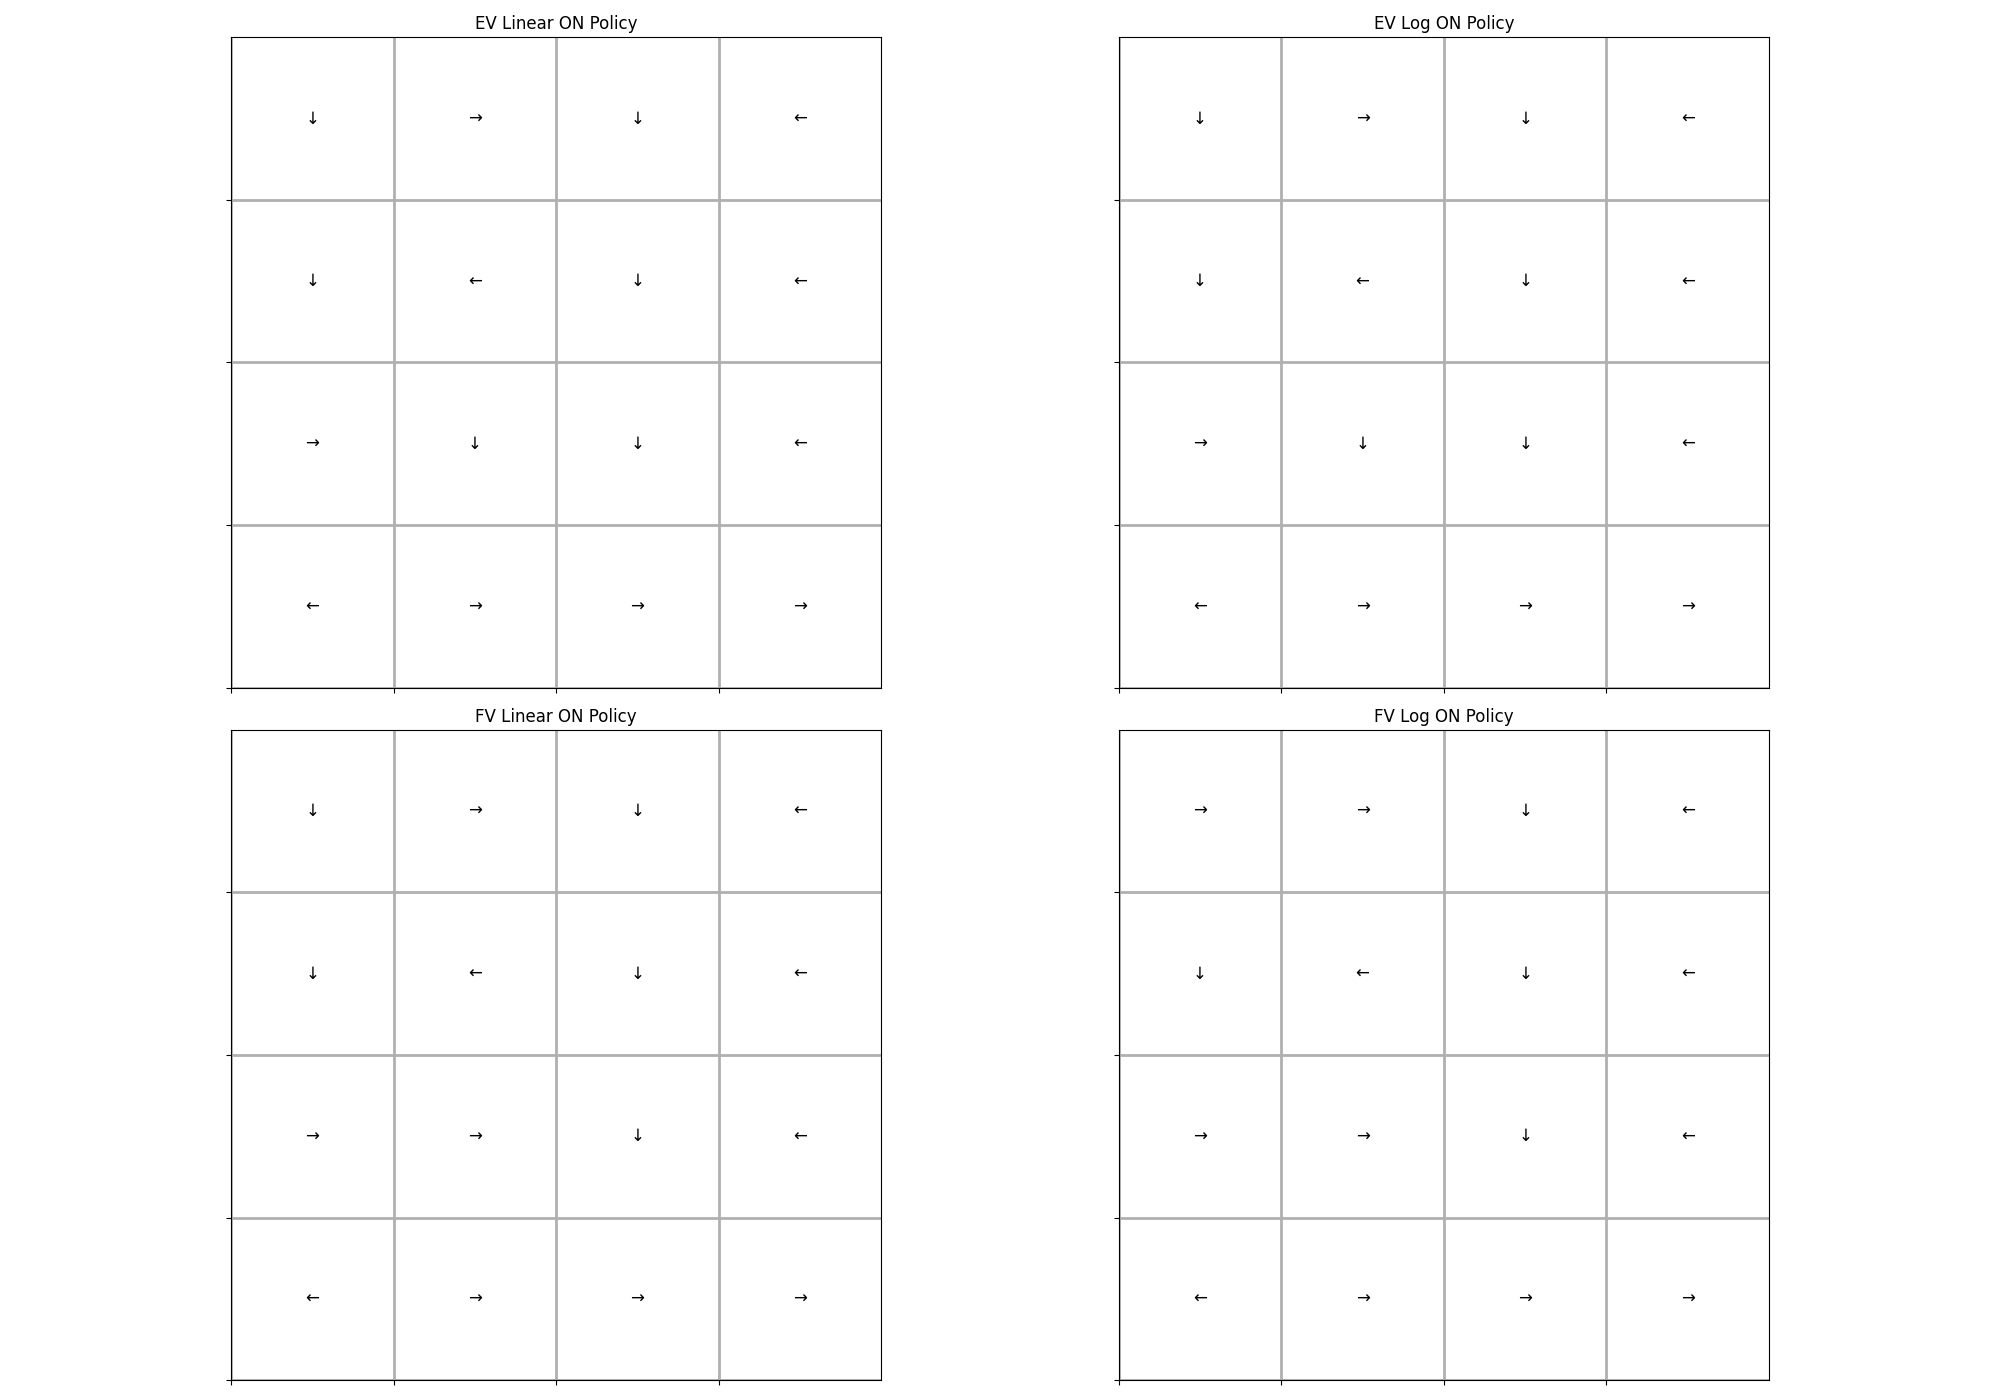 EV Linear ON Policy
↓ → ↓ ←
↓ ← ↓ ←
→ ↓ ↓ ←
← → → →
EV Log ON Policy
↓ → ↓ ←
↓ ← ↓ ←
→ ↓ ↓ ←
← → → →
FV Linear ON Policy
↓ → ↓ ←
↓ ← ↓ ←
→ → ↓ ←
← → → →
FV Log ON Policy
→ → ↓ ←
↓ ← ↓ ←
→ → ↓ ←
← → → →